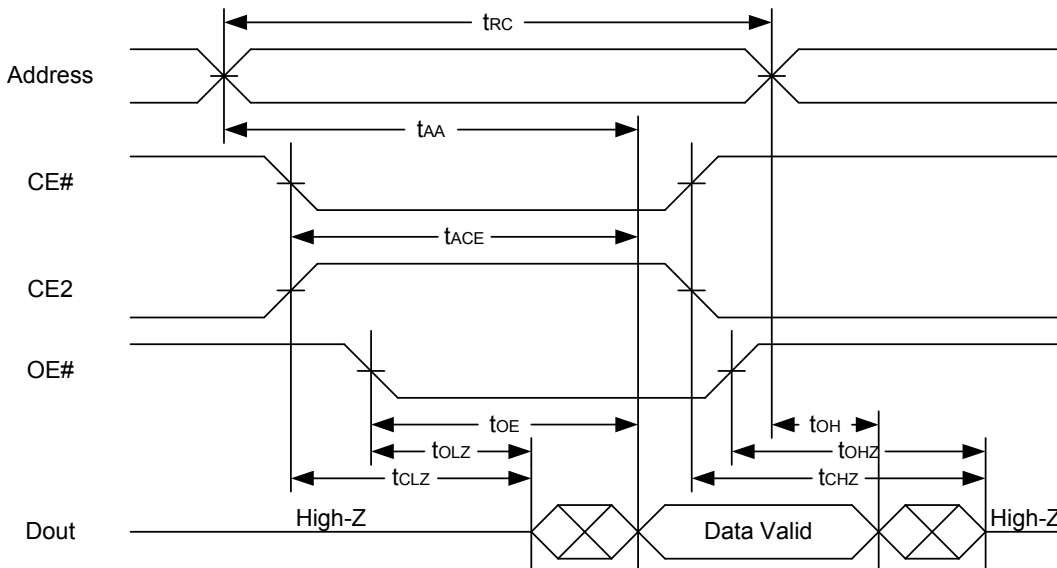 tRC
Address
tAA
CE#
tACE
CE2
OE#
tOE
tOH
tOLZ
tOHZ
tCLZ
tCHZ
High-Z
High-Z
Dout
Data Valid